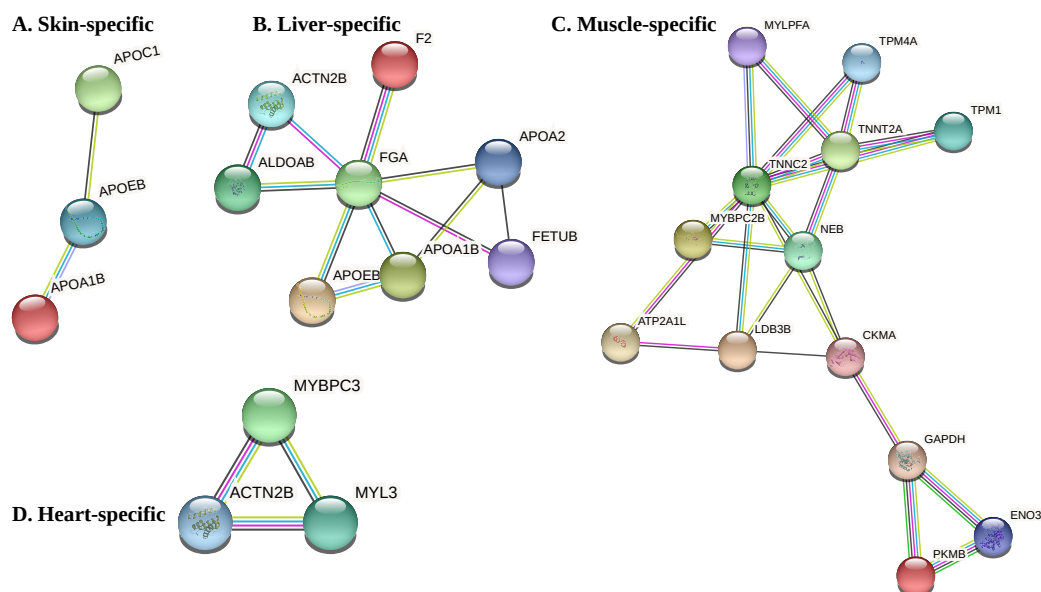 A. Skin-specific
APOC1
APOEB
APOA1B
B. Liver-specific
F2
ACTN2B
APOA2
ALDOAB
FGA
APOA1B
FETUB
APOEB
C. Muscle-specific
MYLPFA
TPM4A
TPM1
TNNT2A
TNNC2
MYBPC2B
NEB
ATP2A1L
LDB3B
CKMA
GAPDH
ENO3
PKMB
D. Heart-specific
MYBPC3
ACTN2B
MYL3